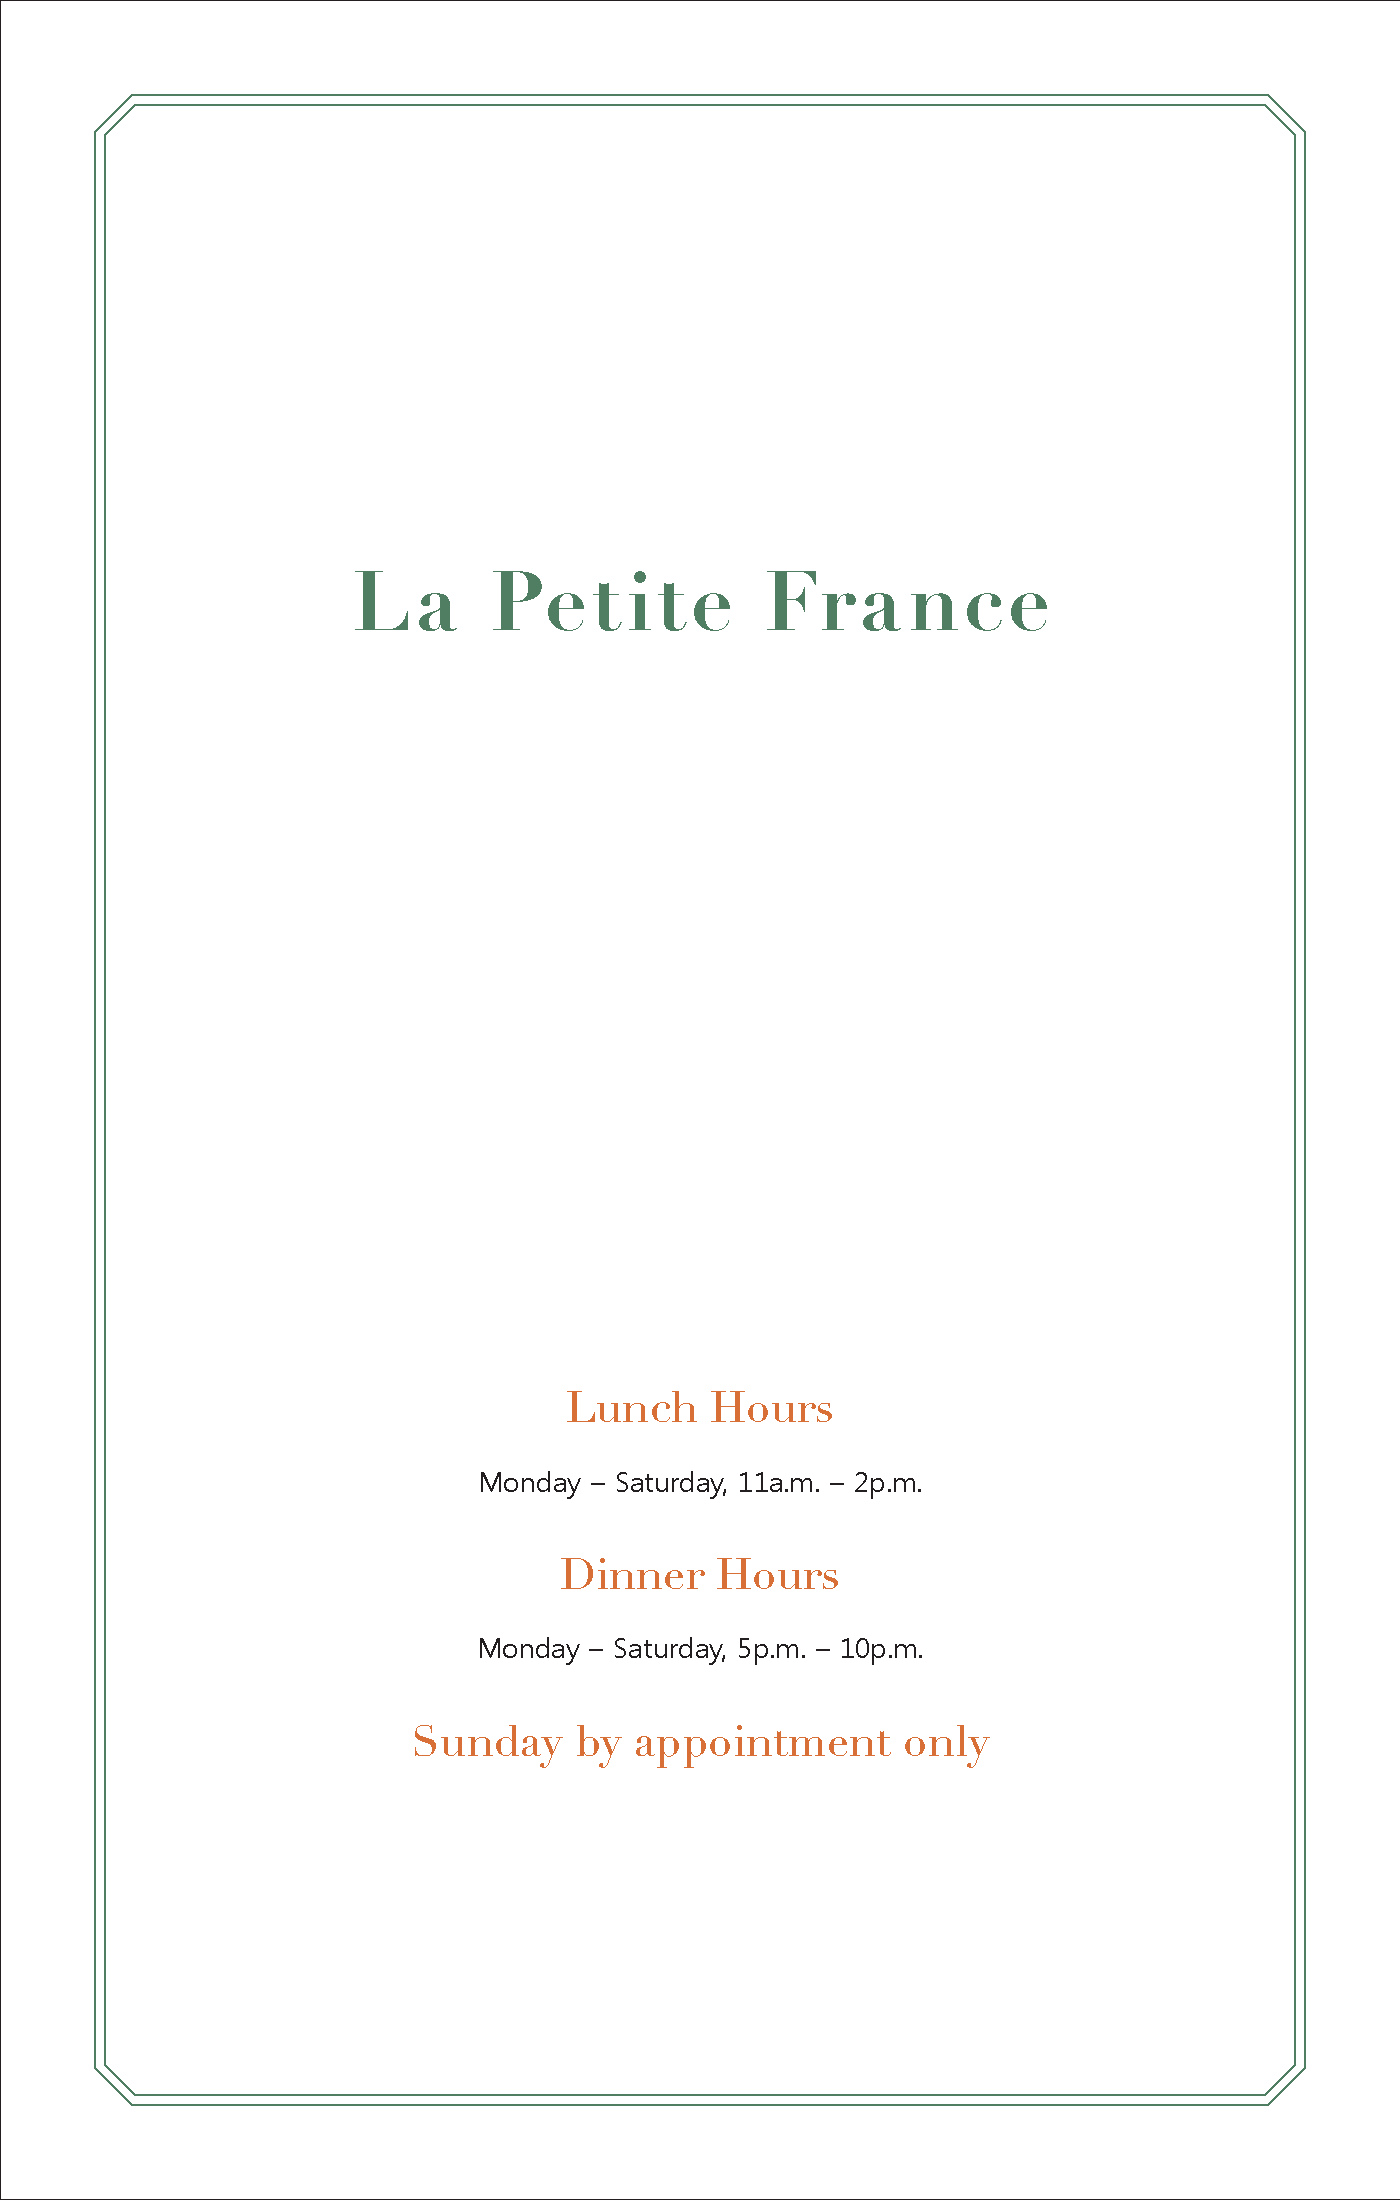 La Petite France
Lunch Hours
Monday – Saturday, 11a.m. – 2p.m.
Dinner Hours
Monday – Saturday, 5p.m. – 10p.m.
Sunday by appointment only